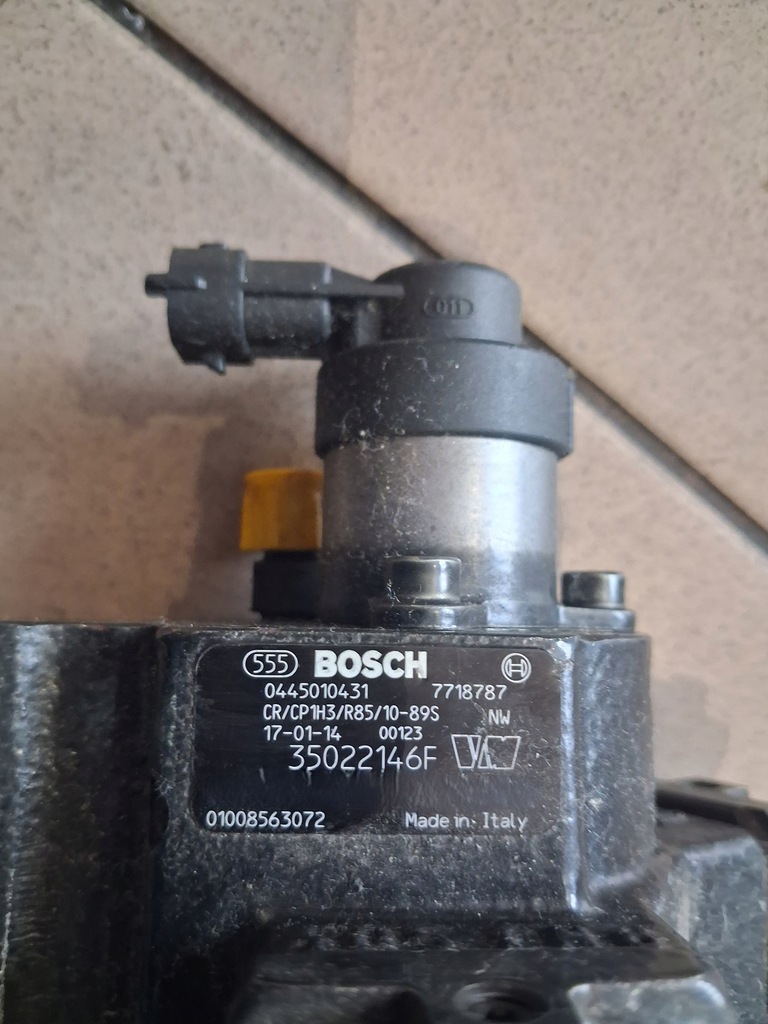 011
555 BOSCH H
0445010431 7718787
CR/CP1H3/R85/10-89S NW
17-01-14 00123
35022146F VM
01008563072 Made in Italy